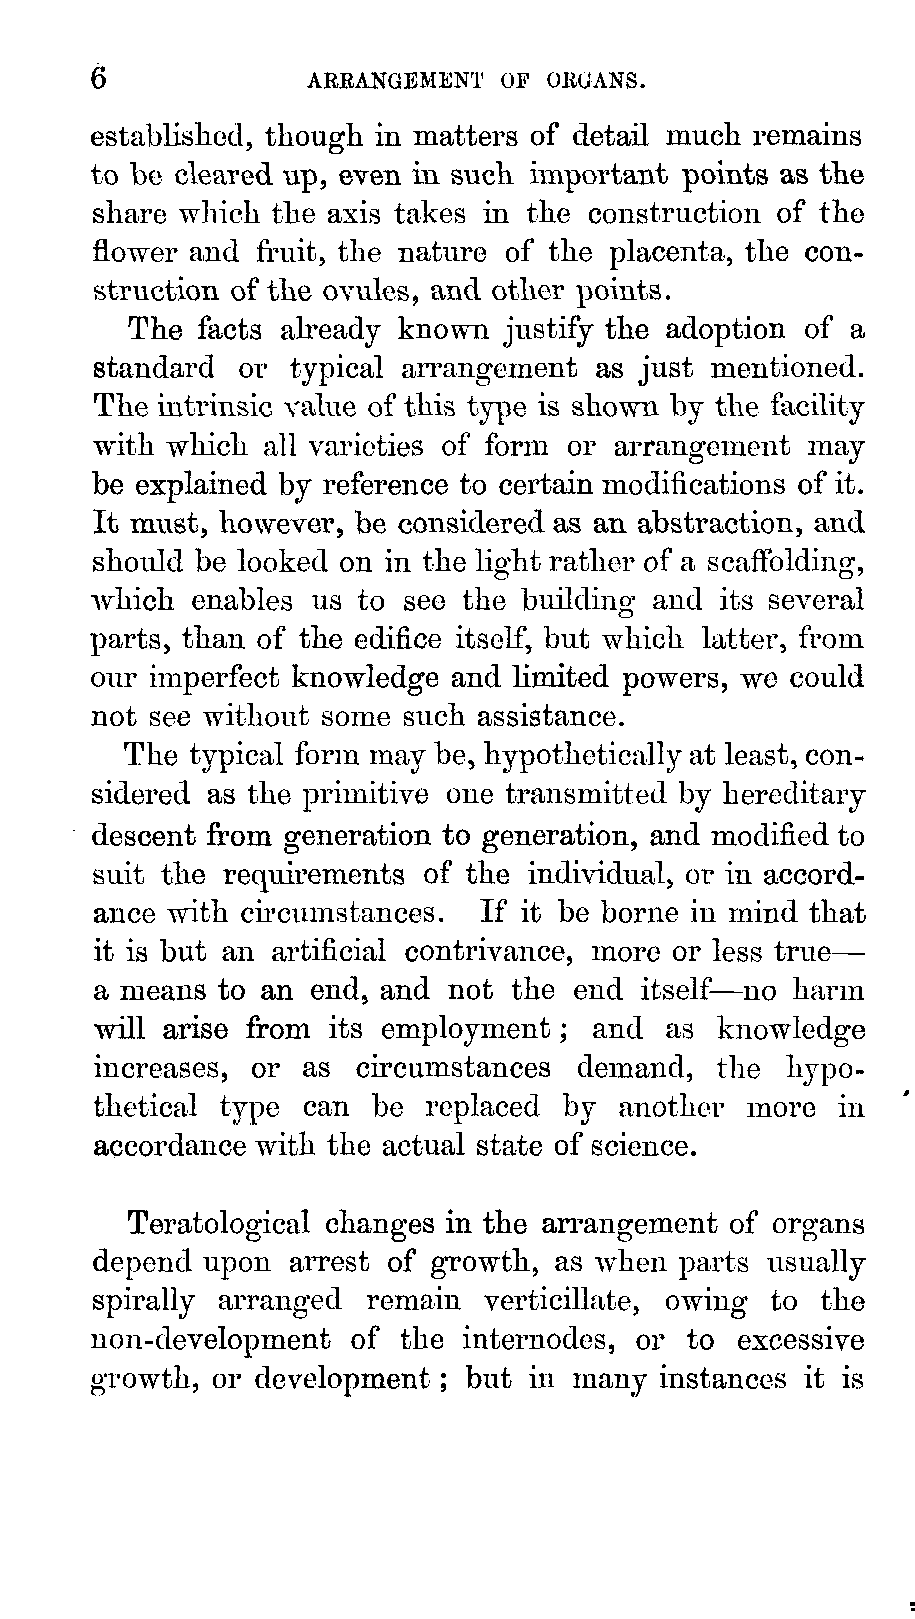 6 ARRANGEMENT OF ORGANS.
established, though in matters of detail much remains
to be cleared up, even in such important points as the
share which the axis takes in the construction of the
flower and fruit, the nature of the placenta, the con-
struction of the ovules, and other points.
The facts already known justify the adoption of a
standard or typical arrangement as just mentioned.
The intrinsic value of this type is shown by the facility
with which all varieties of form or arrangement may
be explained by reference to certain modifications of it.
It must, however, be considered as an abstraction, and
should be looked on in the light rather of a scaffolding,
which enables us to see the building and its several
parts, than of the edifice itself, but which latter, from
our imperfect knowledge and limited powers, we could
not see without some such assistance.
The typical form may be, hypothetically at least, con-
sidered as the primitive one transmitted by hereditary
descent from generation to generation, and modified to
suit the requirements of the individual, or in accord-
ance with circumstances. If it be borne in mind that
it is but an artificial contrivance, more or less true—
a means to an end, and not the end itself—no harm
will arise from its employment; and as knowledge
increases, or as circumstances demand, the hypo-
thetical type can be replaced by another more in
accordance with the actual state of science.
Teratological changes in the arrangement of organs
depend upon arrest of growth, as when parts usually
spirally arranged remain verticillate, owing to the
non-development of the internodes, or to excessive
growth, or development; but in many instances it is